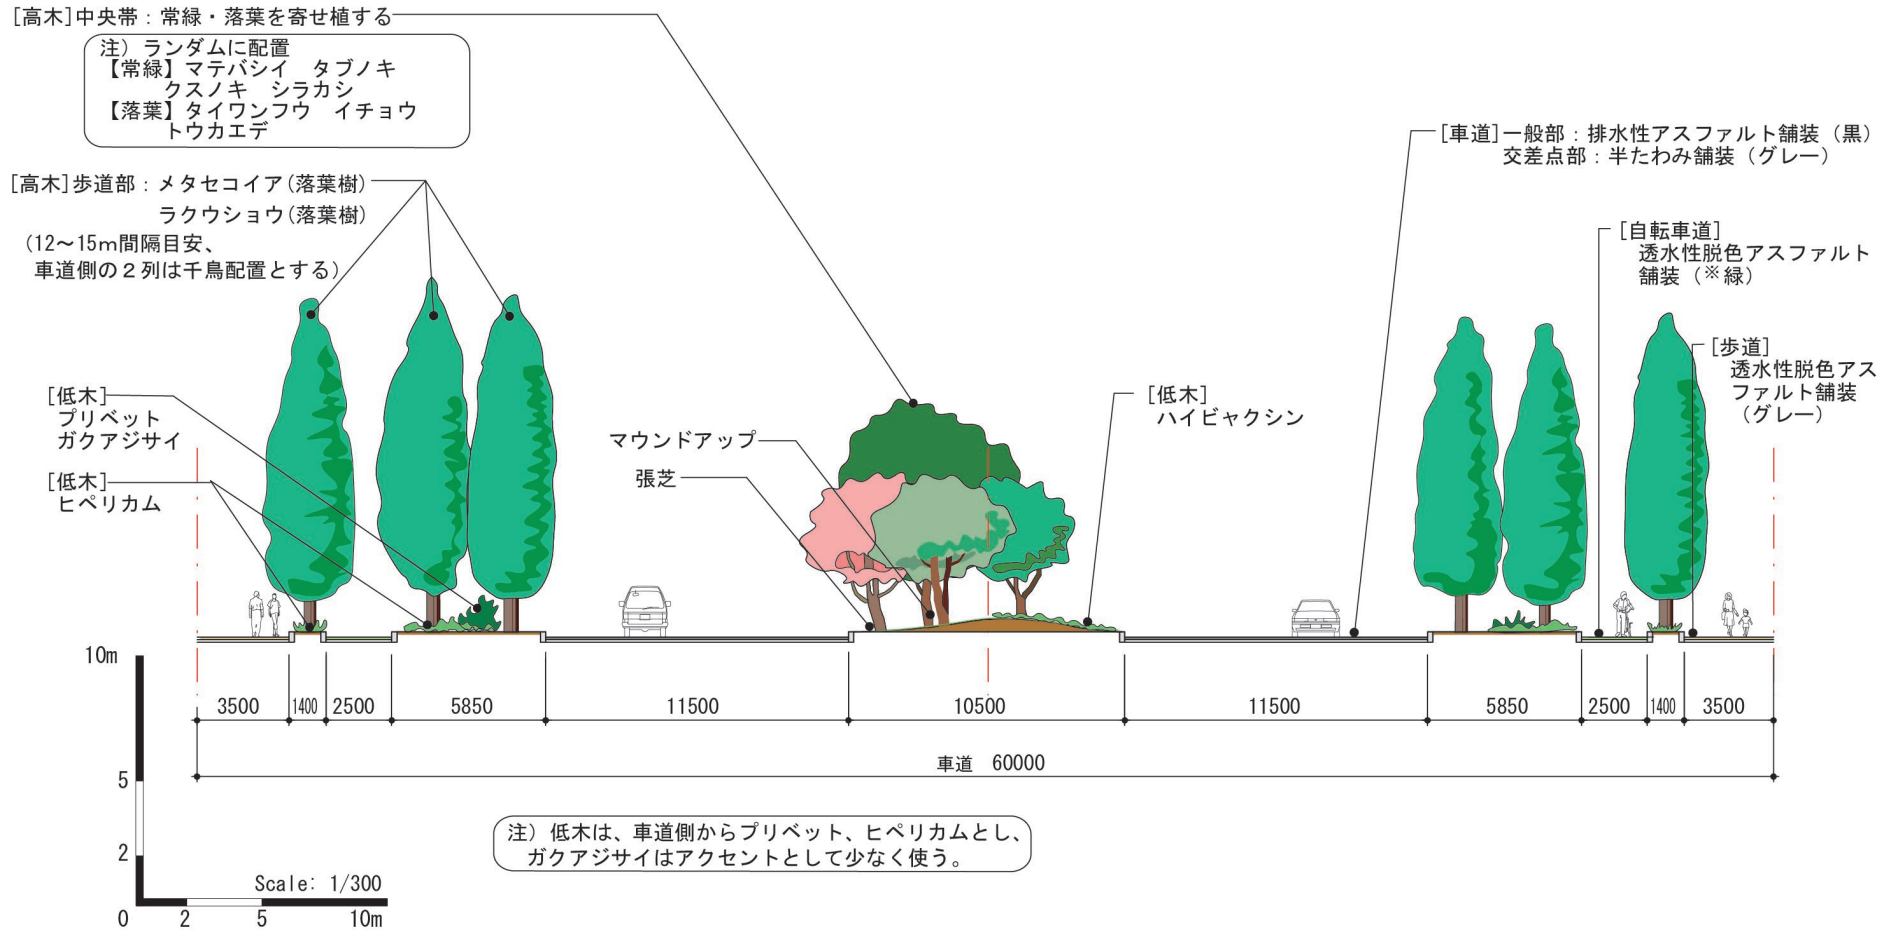 [高木]中央帯：常緑・落葉を寄せ植する
注）ランダムに配置
【常緑】マテバシイ　タブノキ
クスノキ　シラカシ
【落葉】タイワンフウ　イチョウ
トウカエデ
[高木]歩道部：メタセコイア(落葉樹)
ラクウショウ(落葉樹)
（12～15m間隔目安、
車道側の２列は千鳥配置とする）
[低木]
プリベット
ガクアジサイ
[低木]
ヒペリカム
マウンドアップ
張芝
[低木]
ハイビャクシン
[車道]一般部：排水性アスファルト舗装（黒）
交差点部：半たわみ舗装（グレー）
[自転車道]
透水性脱色アスファルト
舗装（※緑）
[歩道]
透水性脱色アス
ファルト舗装
（グレー）
3500 1400 2500 5850 11500 10500 11500 5850 2500 1400 3500
車道　60000
10m
5
2
0 2 5 10m
Scale: 1/300
注）低木は、車道側からプリベット、ヒペリカムとし、
ガクアジサイはアクセントとして少なく使う。